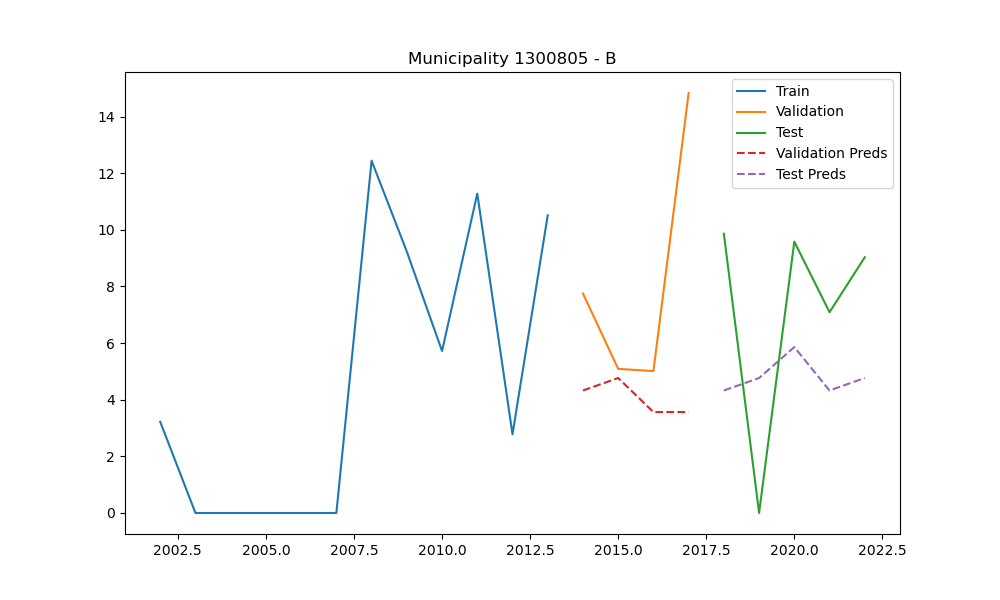 Municipality 1300805 - B
Train
Validation
Test
Validation Preds
Test Preds
14
12
10
8
6
4
2
0
2002.5 2005.0 2007.5 2010.0 2012.5 2015.0 2017.5 2020.0 2022.5